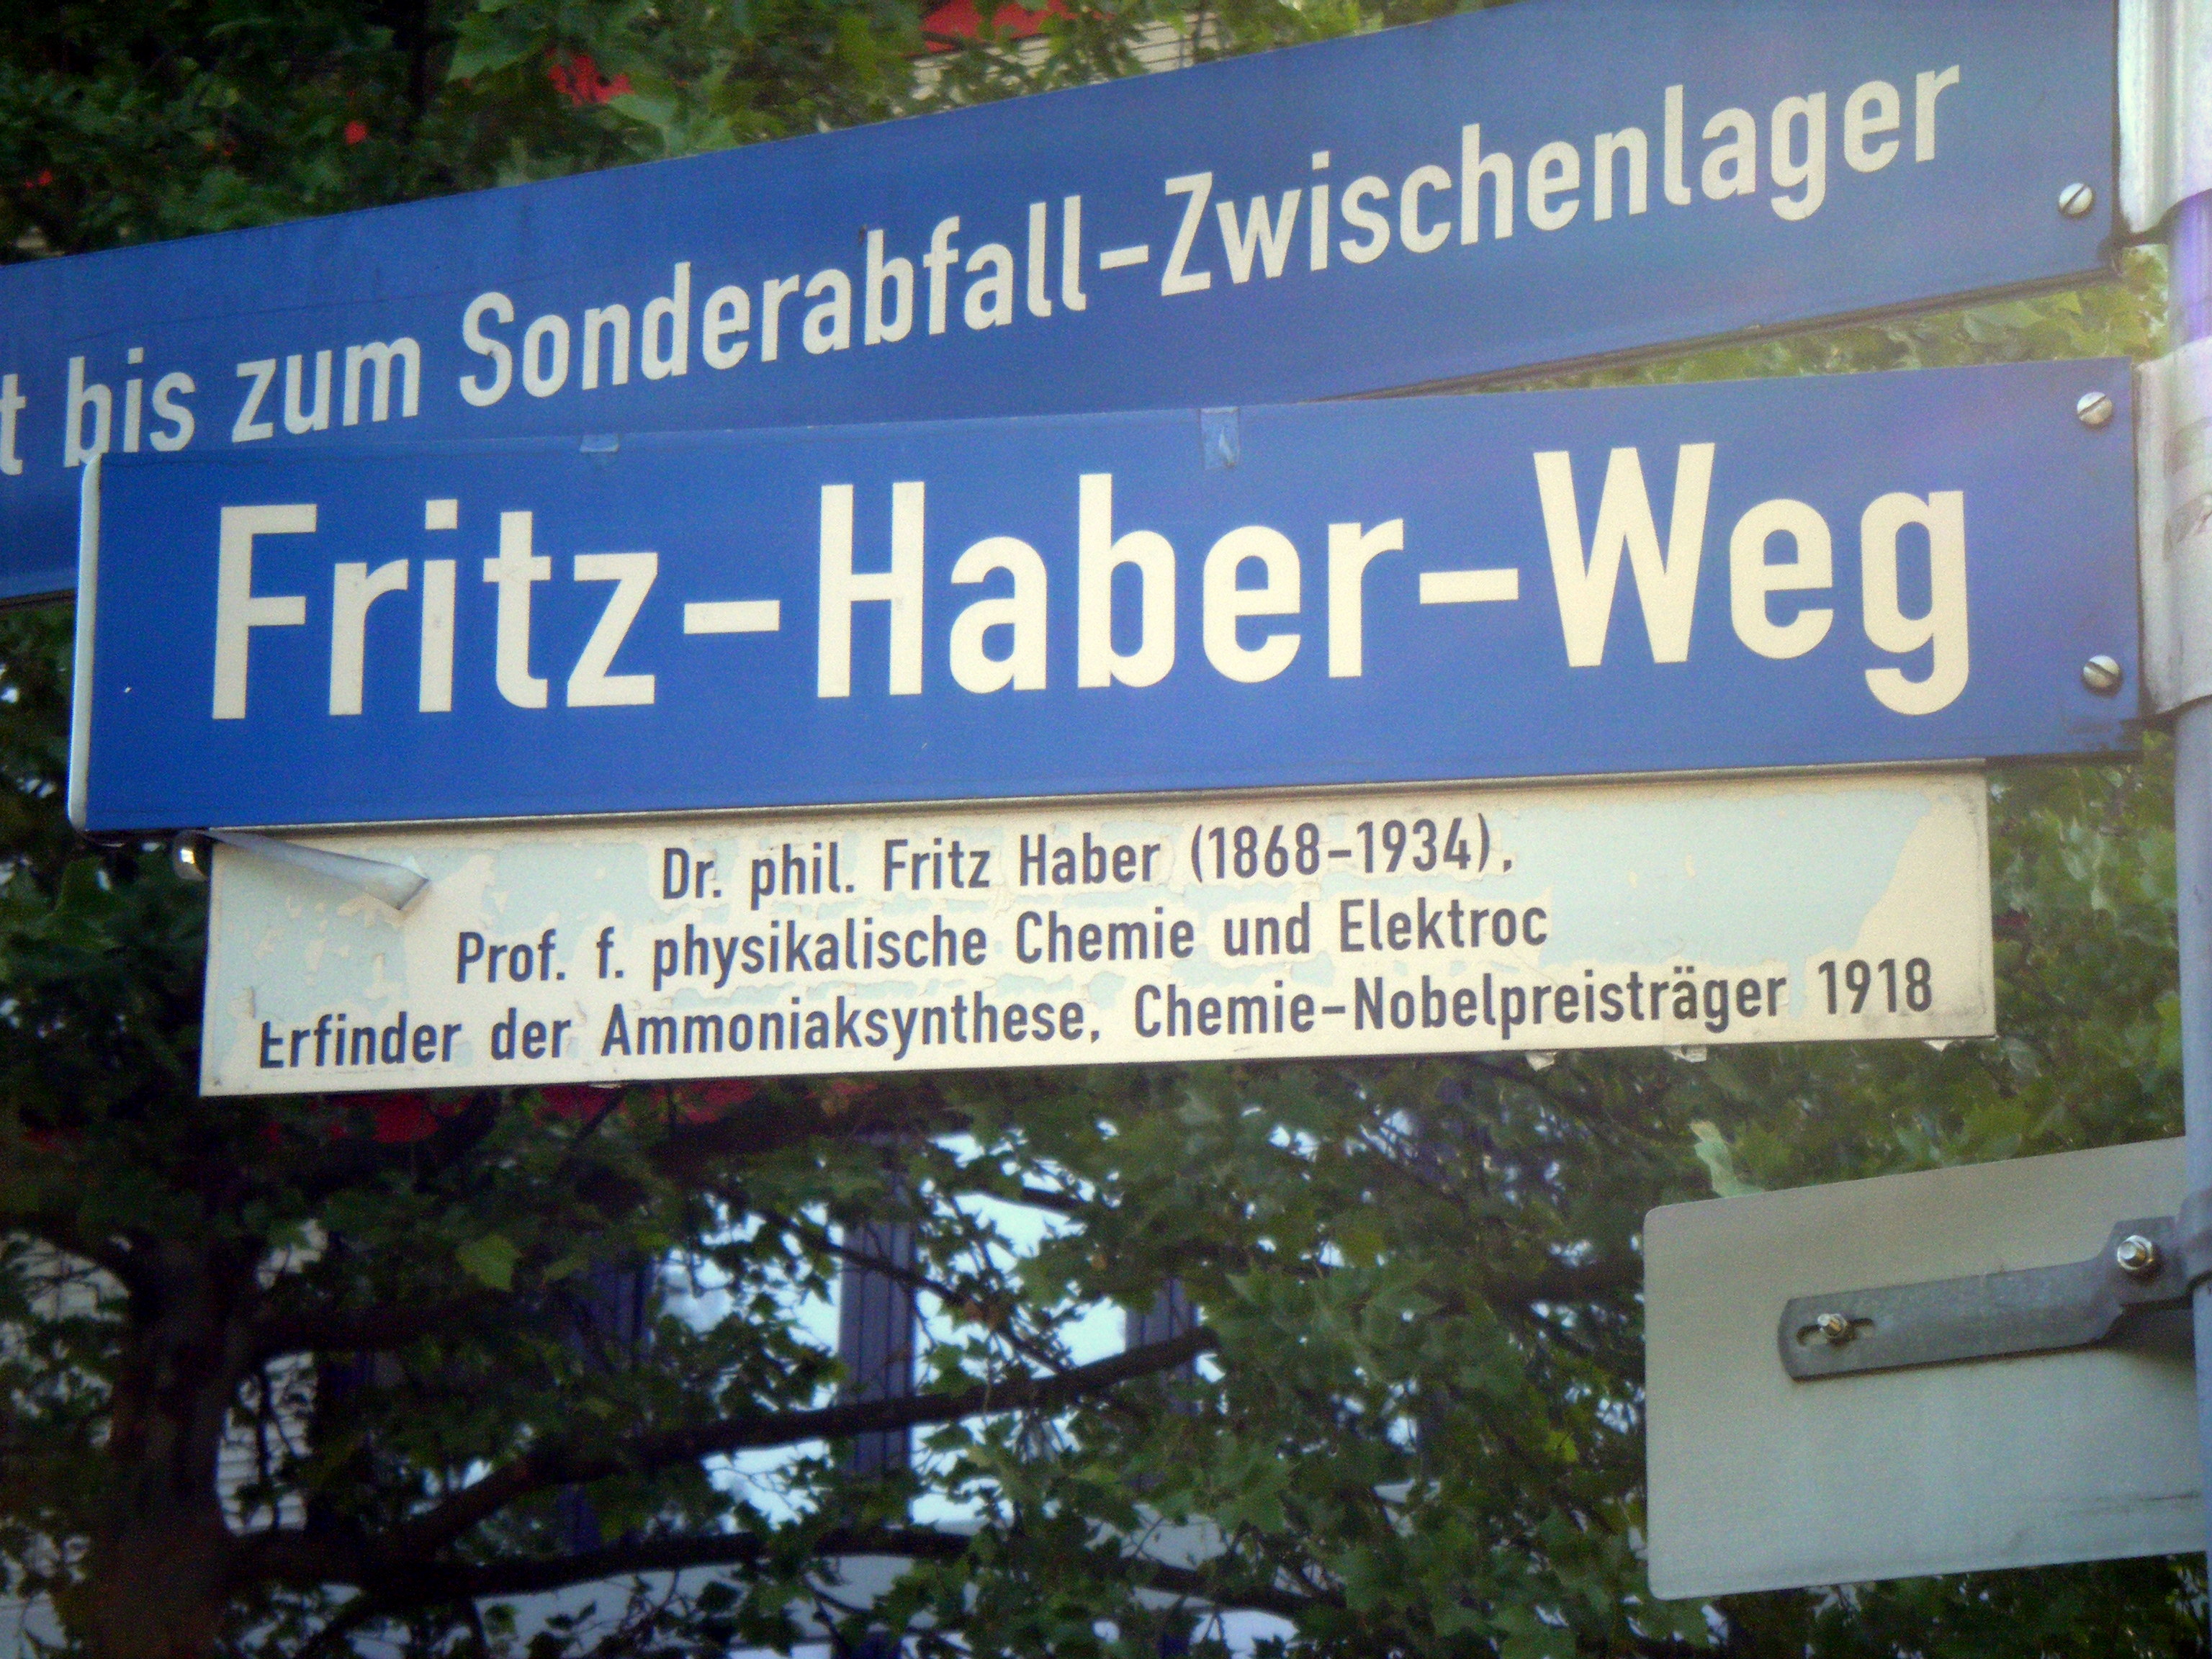 t bis zum Sonderabfall-Zwischenlager
Fritz-Haber-Weg
Dr. phil. Fritz Haber (1868-1934),
Prof. f. physikalische Chemie und Elektroc
Erfinder der Ammoniaksynthese, Chemie-Nobelpreisträger 1918